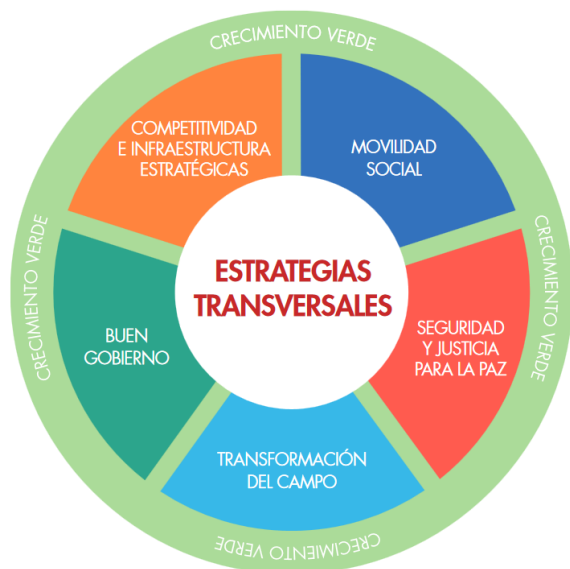 CRECIMIENTO VERDE
COMPETITIVIDAD
E INFRAESTRUCTURA
ESTRATÉGICAS
MOVILIDAD
SOCIAL
CRECIMIENTO VERDE
CRECIMIENTO VERDE
ESTRATEGIAS
TRANSVERSALES
BUEN
GOBIERNO
SEGURIDAD
Y JUSTICIA
PARA LA PAZ
TRANSFORMACIÓN
DEL CAMPO
CRECIMIENTO VERDE